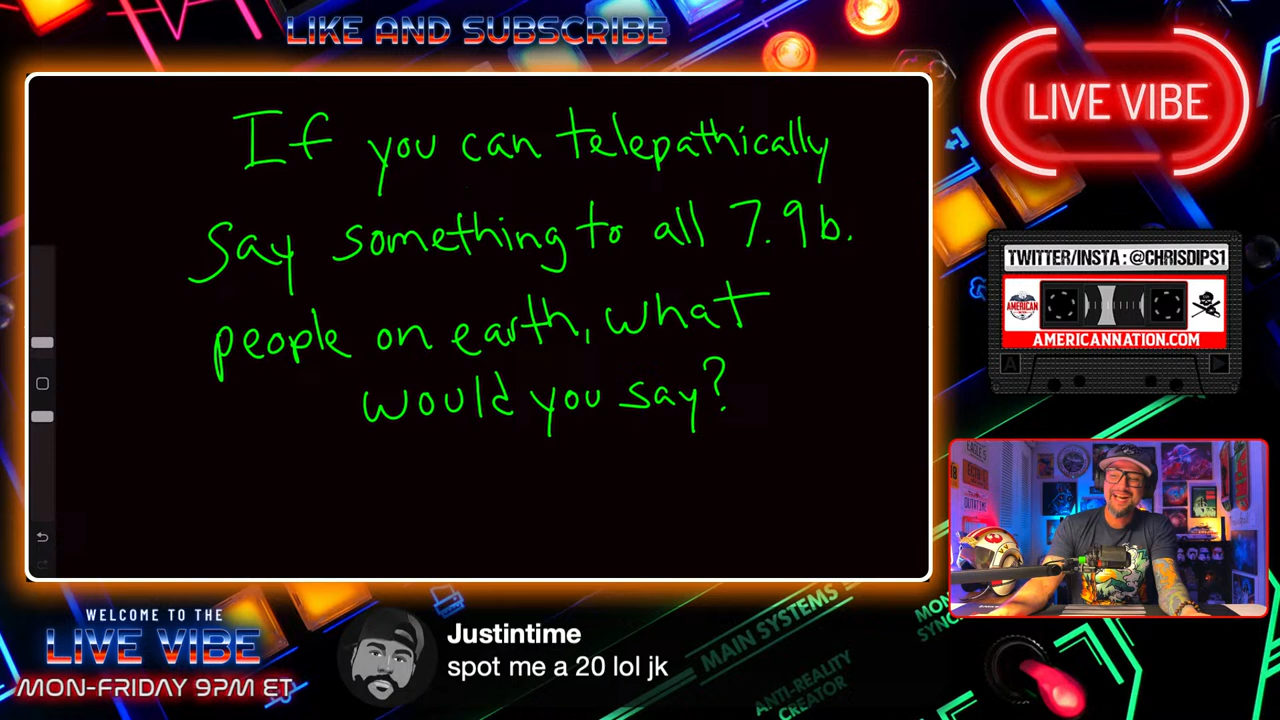 LIKE AND SUBSCRIBE
If you can telepathically
say something to all 7.9b.
people on earth, what
would you say?
LIVE VIBE
TWITTER/INSTA : @CHRISDIPS1
AMERICAN
AMERICANNATION.COM
A
WELCOME TO THE
LIVE VIBE
MON-FRIDAY 9PM ET
Justintime
spot me a 20 lol jk
MAIN SYSTEMS
ANTI-REALITY
CREATOR
OUTATIME